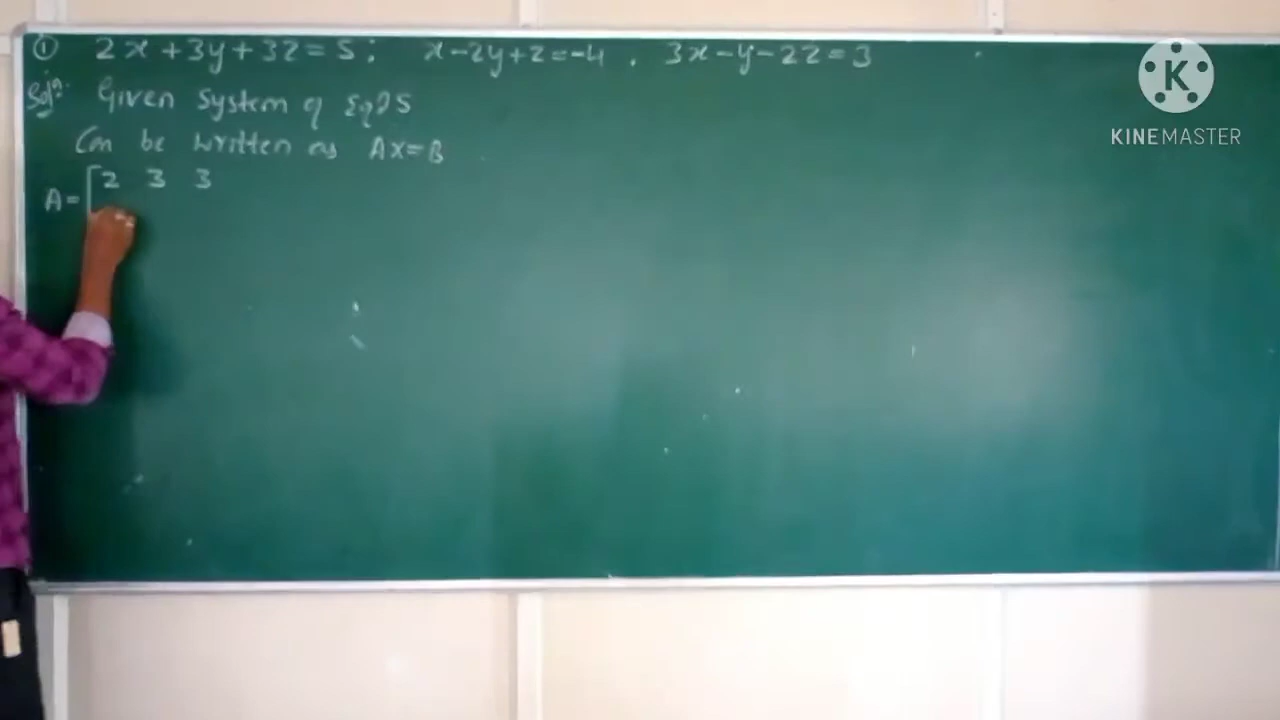 ① 2x+3y+3z=5; x-2y+z=-4, 3x-y-2z=3
Solⁿ: Given System of Eqns
Can be written as AX=B
A=[2 3 3
K
KINEMASTER